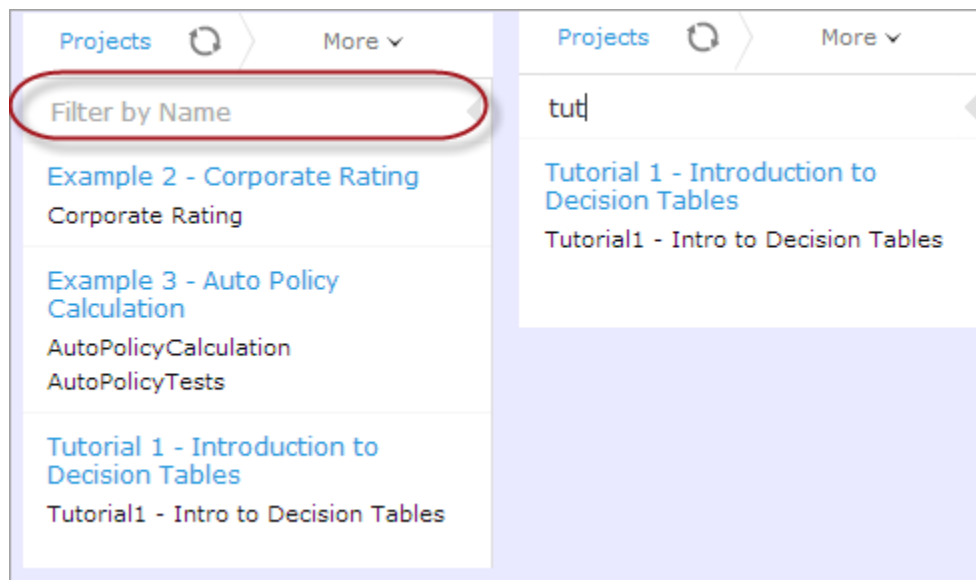 Projects More
Filter by Name
Example 2 - Corporate Rating
Corporate Rating
Example 3 - Auto Policy
Calculation
AutoPolicyCalculation
AutoPolicyTests
Tutorial 1 - Introduction to
Decision Tables
Tutorial1 - Intro to Decision Tables
Projects More
tut
Tutorial 1 - Introduction to
Decision Tables
Tutorial1 - Intro to Decision Tables